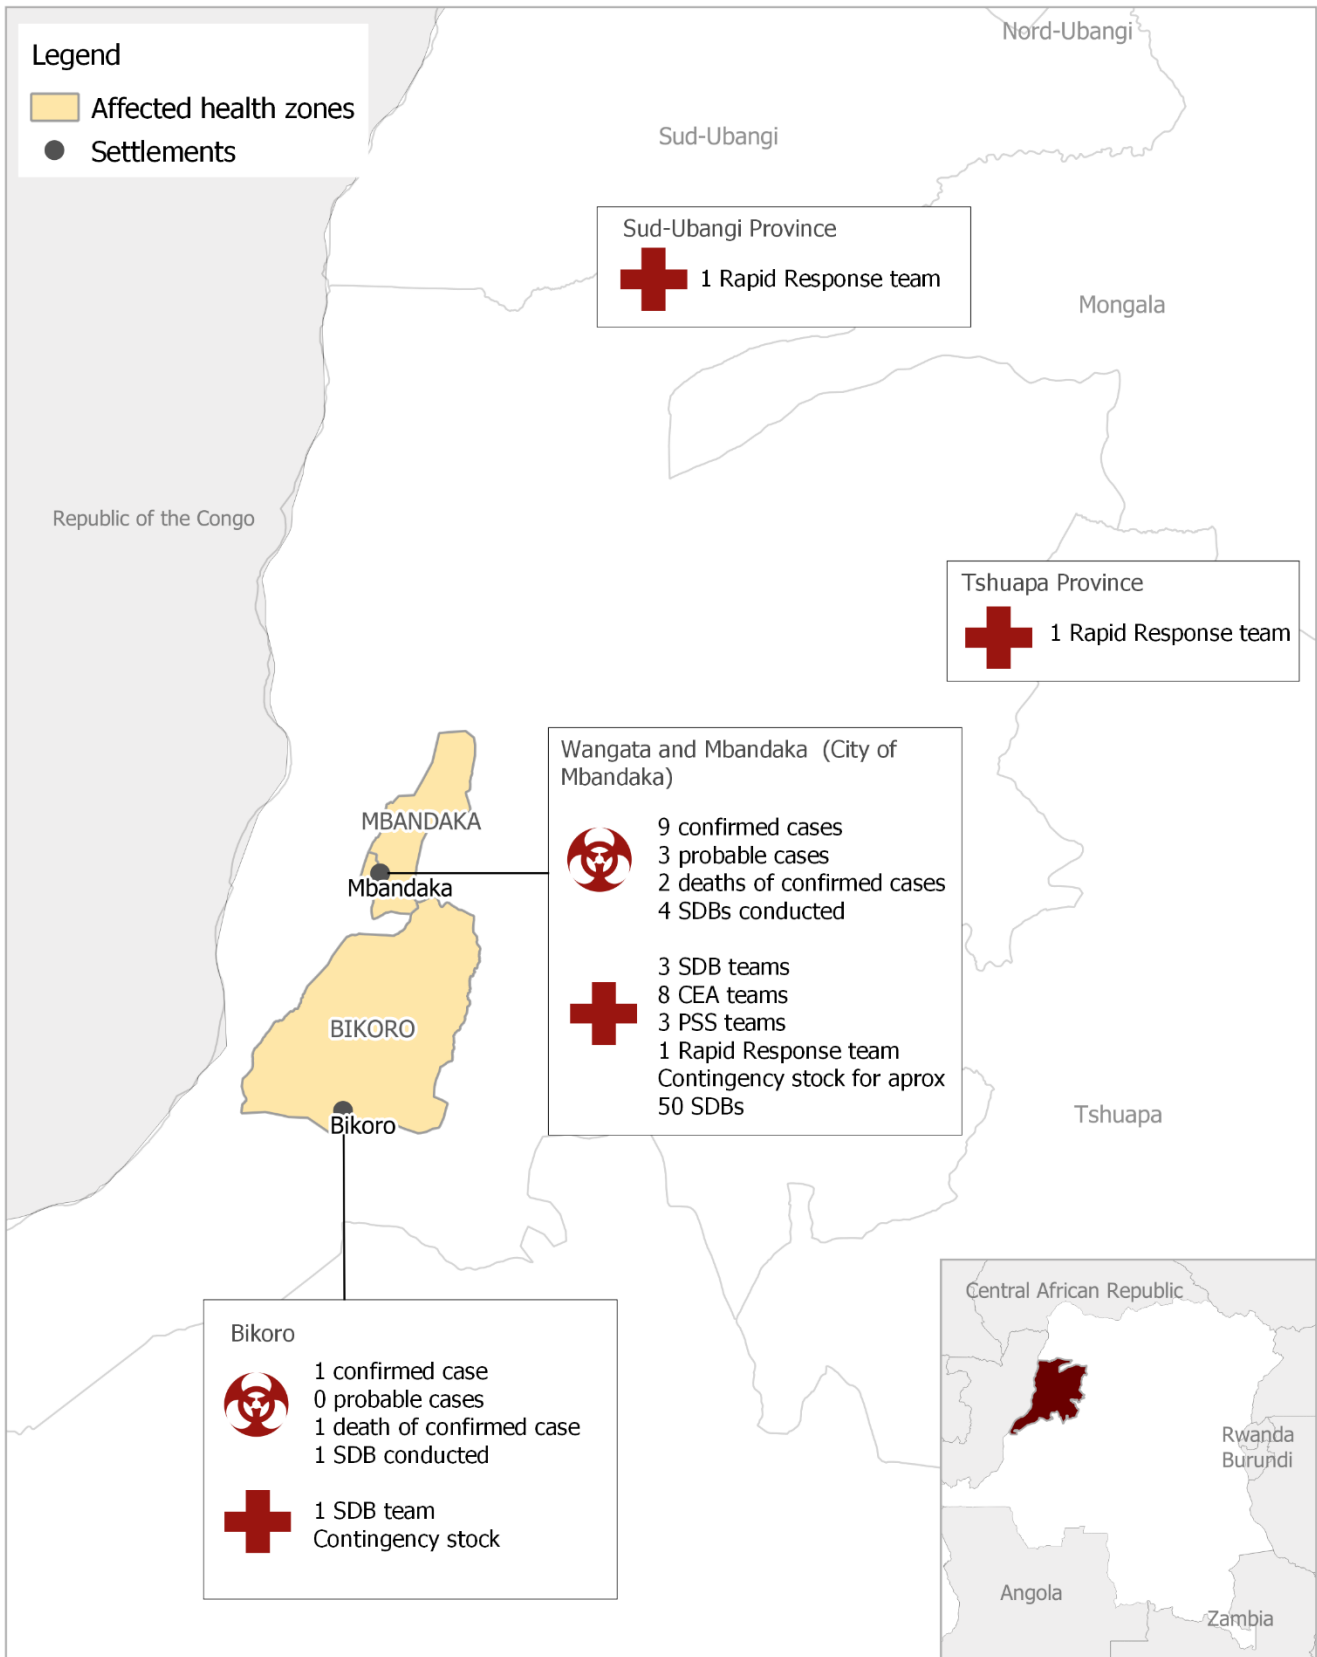 Legend
Affected health zones
Settlements
Nord-Ubangi
Sud-Ubangi
Sud-Ubangi Province
1 Rapid Response team
Mongala
Republic of the Congo
Tshuapa Province
1 Rapid Response team
Wangata and Mbandaka (City of
Mbandaka)
9 confirmed cases
3 probable cases
2 deaths of confirmed cases
4 SDBs conducted
3 SDB teams
8 CEA teams
3 PSS teams
1 Rapid Response team
Contingency stock for aprox
50 SDBs
MBANDAKA
Mbandaka
BIKORO
Bikoro
Tshuapa
Bikoro
1 confirmed case
0 probable cases
1 death of confirmed case
1 SDB conducted
1 SDB team
Contingency stock
Central African Republic
Rwanda
Burundi
Angola
Zambia